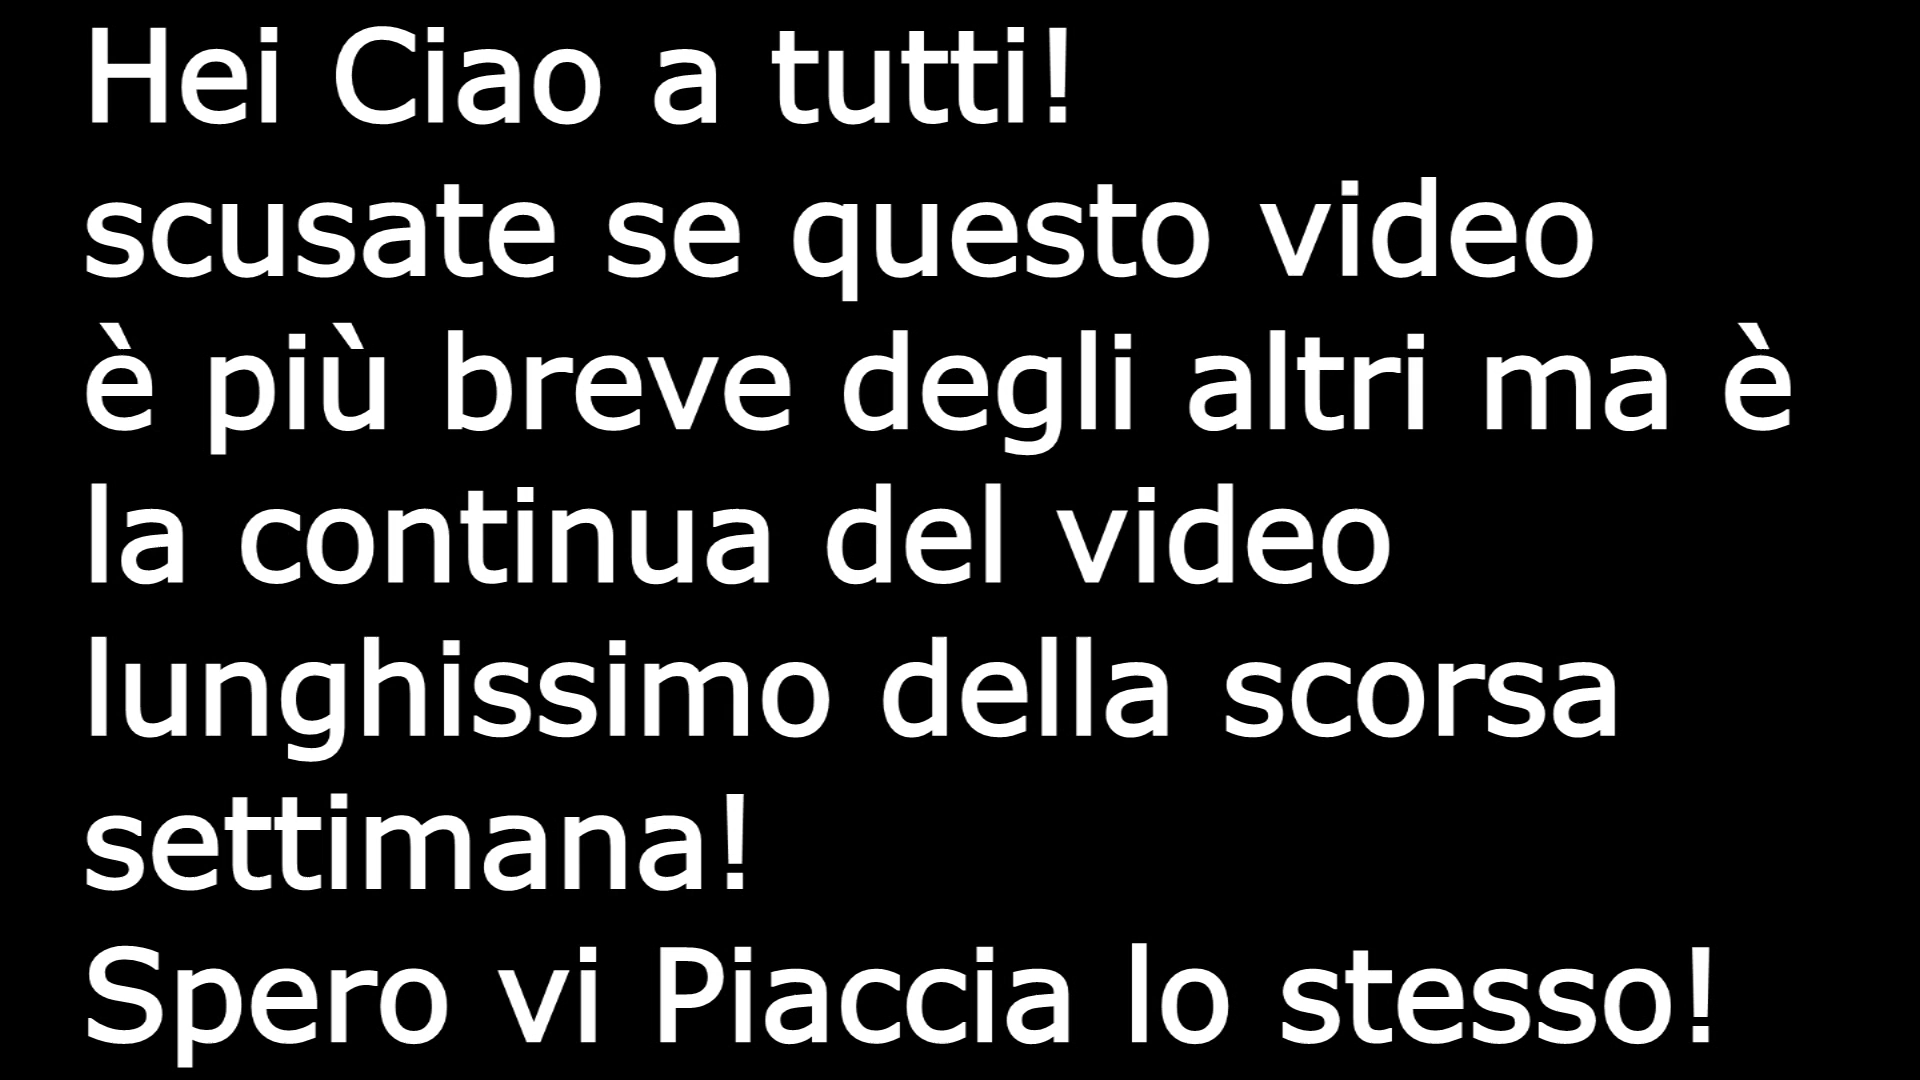 Hei Ciao a tutti!
scusate se questo video
è più breve degli altri ma è
la continua del video
lunghissimo della scorsa
settimana!
Spero vi Piaccia lo stesso!